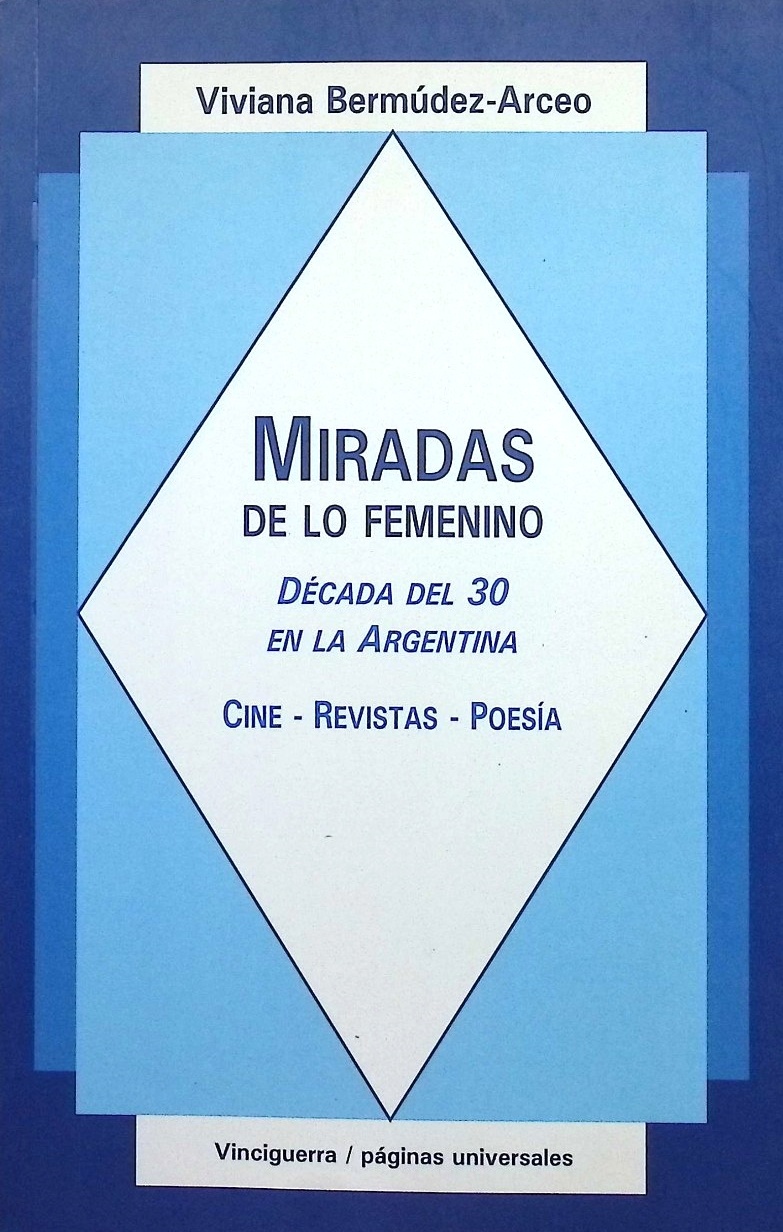 Viviana Bermúdez-Arceo
MIRADAS
DE LO FEMENINO
DÉCADA DEL 30
EN LA ARGENTINA
CINE - REVISTAS - POESÍA
Vinciguerra / páginas universales